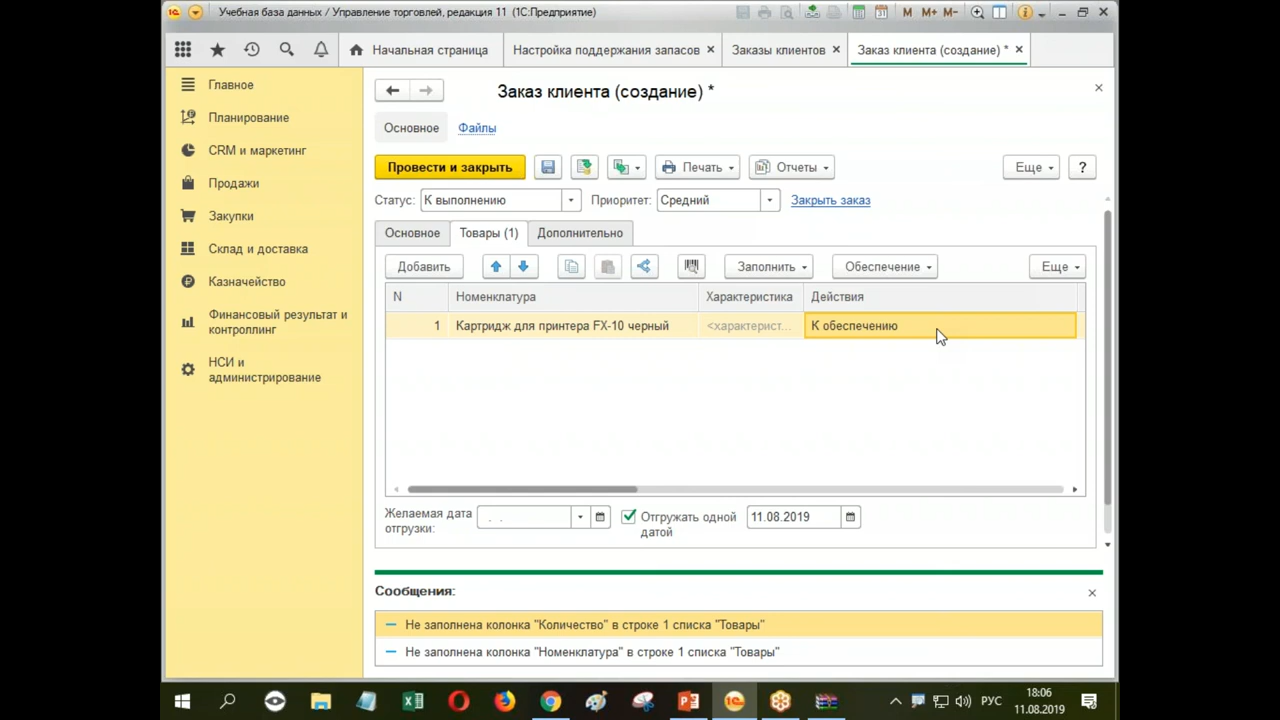 Учебная база данных / Управление торговлей, редакция 11 (1С:Предприятие)
M M+ M-
Начальная страница
Настройка поддержания запасов ×
Заказы клиентов ×
Заказ клиента (создание) * ×
Главное
Планирование
CRM и маркетинг
Продажи
Закупки
Склад и доставка
Казначейство
Финансовый результат и
контроллинг
НСИ и
администрирование
Заказ клиента (создание) *
Основное Файлы
Провести и закрыть Печать Отчеты Еще ?
Статус: К выполнению Приоритет: Средний Закрыть заказ
Основное Товары (1) Дополнительно
Добавить Заполнить Обеспечение Еще
N Номенклатура Характеристика Действия
1 Картридж для принтера FX-10 черный <характерист... К обеспечению
Желаемая дата
отгрузки:
. .
Отгружать одной
датой
11.08.2019
Сообщения:
Не заполнена колонка "Количество" в строке 1 списка "Товары"
Не заполнена колонка "Номенклатура" в строке 1 списка "Товары"
РУС
18:06
11.08.2019